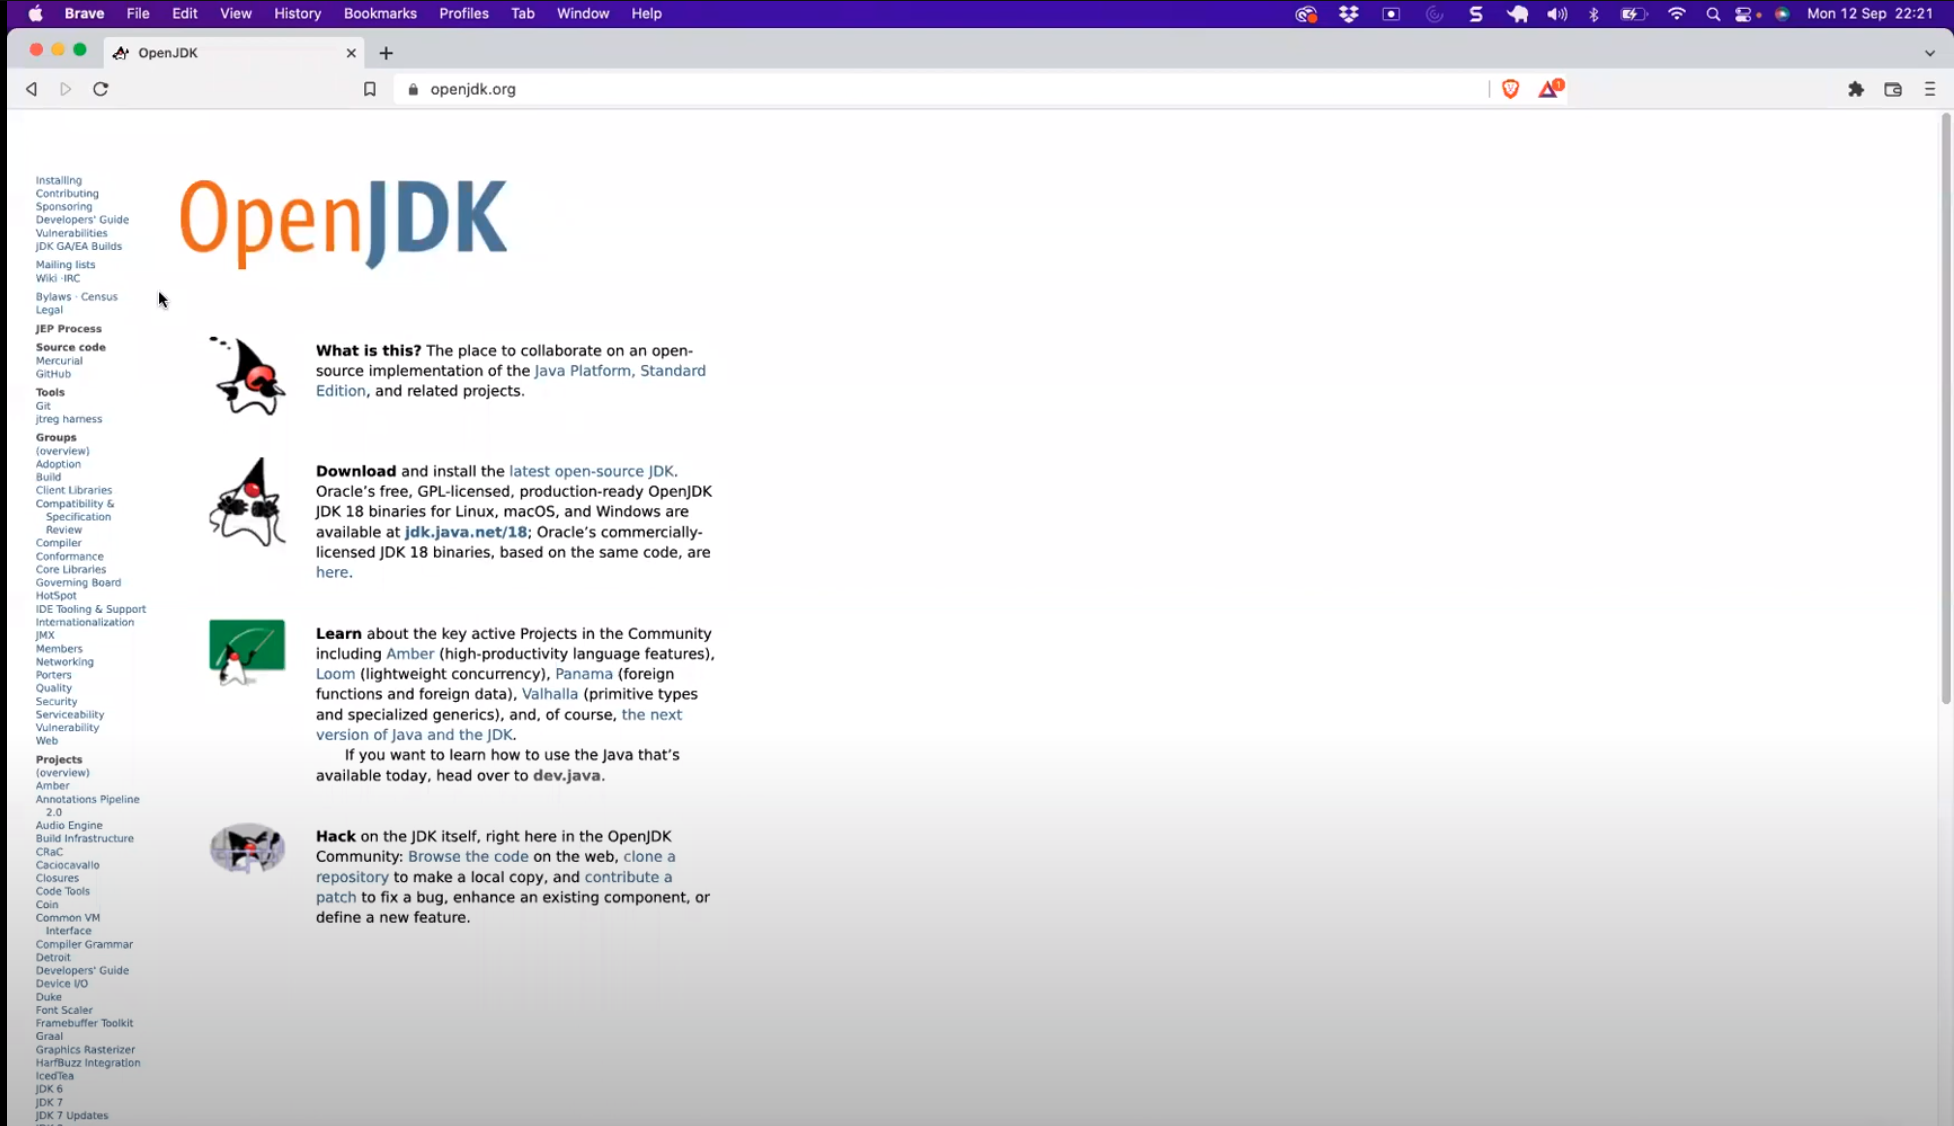 Brave File Edit View History Bookmarks Profiles Tab Window Help Mon 12 Sep 22:21
OpenJDK
openjdk.org
Installing
Contributing
Sponsoring
Developers' Guide
Vulnerabilities
JDK GA/EA Builds
Mailing lists
Wiki · IRC
Bylaws · Census
Legal
JEP Process
Source code
Mercurial
GitHub
Tools
Git
jtreg harness
Groups
(overview)
Adoption
Build
Client Libraries
Compatibility &
Specification
Review
Compiler
Conformance
Core Libraries
Governing Board
HotSpot
IDE Tooling & Support
Internationalization
JMX
Members
Networking
Porters
Quality
Security
Serviceability
Vulnerability
Web
Projects
(overview)
Amber
Annotations Pipeline
2.0
Audio Engine
Build Infrastructure
CRaC
Caciocavallo
Closures
Code Tools
Coin
Common VM
Interface
Compiler Grammar
Detroit
Developers' Guide
Device I/O
Duke
Font Scaler
Framebuffer Toolkit
Graal
Graphics Rasterizer
HarfBuzz Integration
IcedTea
JDK 6
JDK 7
JDK 7 Updates
OpenJDK
What is this? The place to collaborate on an open-
source implementation of the Java Platform, Standard
Edition, and related projects.
Download and install the latest open-source JDK.
Oracle's free, GPL-licensed, production-ready OpenJDK
JDK 18 binaries for Linux, macOS, and Windows are
available at jdk.java.net/18; Oracle's commercially-
licensed JDK 18 binaries, based on the same code, are
here.
Learn about the key active Projects in the Community
including Amber (high-productivity language features),
Loom (lightweight concurrency), Panama (foreign
functions and foreign data), Valhalla (primitive types
and specialized generics), and, of course, the next
version of Java and the JDK.
If you want to learn how to use the Java that's
available today, head over to dev.java.
Hack on the JDK itself, right here in the OpenJDK
Community: Browse the code on the web, clone a
repository to make a local copy, and contribute a
patch to fix a bug, enhance an existing component, or
define a new feature.